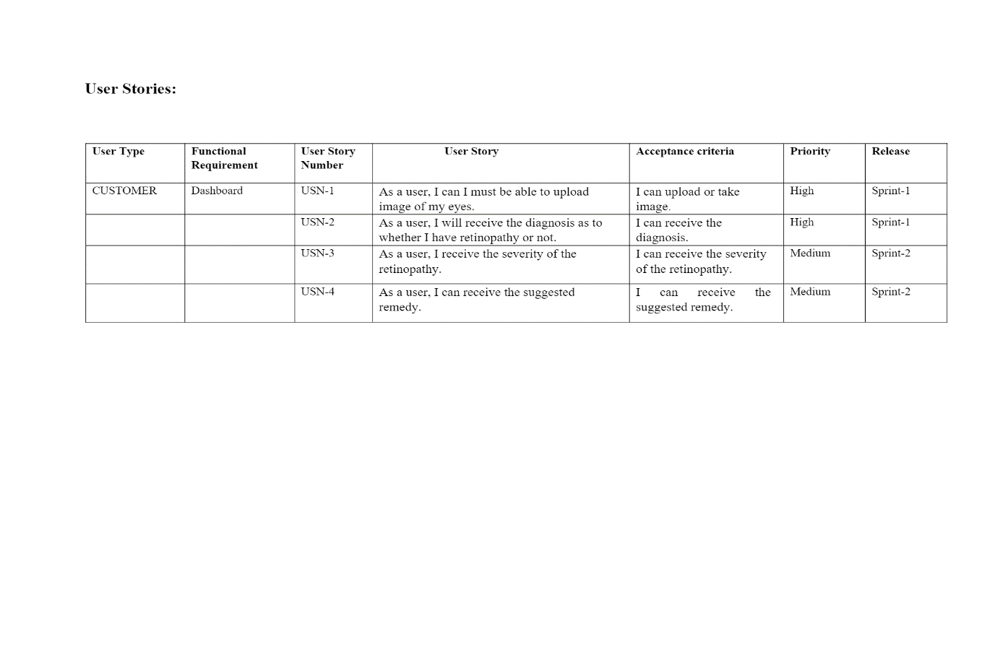 User Stories:
User Type Functional Requirement User Story Number User Story Acceptance criteria Priority Release
CUSTOMER Dashboard USN-1 As a user, I can I must be able to upload image of my eyes. I can upload or take image. High Sprint-1
USN-2 As a user, I will receive the diagnosis as to whether I have retinopathy or not. I can receive the diagnosis. High Sprint-1
USN-3 As a user, I receive the severity of the retinopathy. I can receive the severity of the retinopathy. Medium Sprint-2
USN-4 As a user, I can receive the suggested remedy. I can receive the suggested remedy. Medium Sprint-2